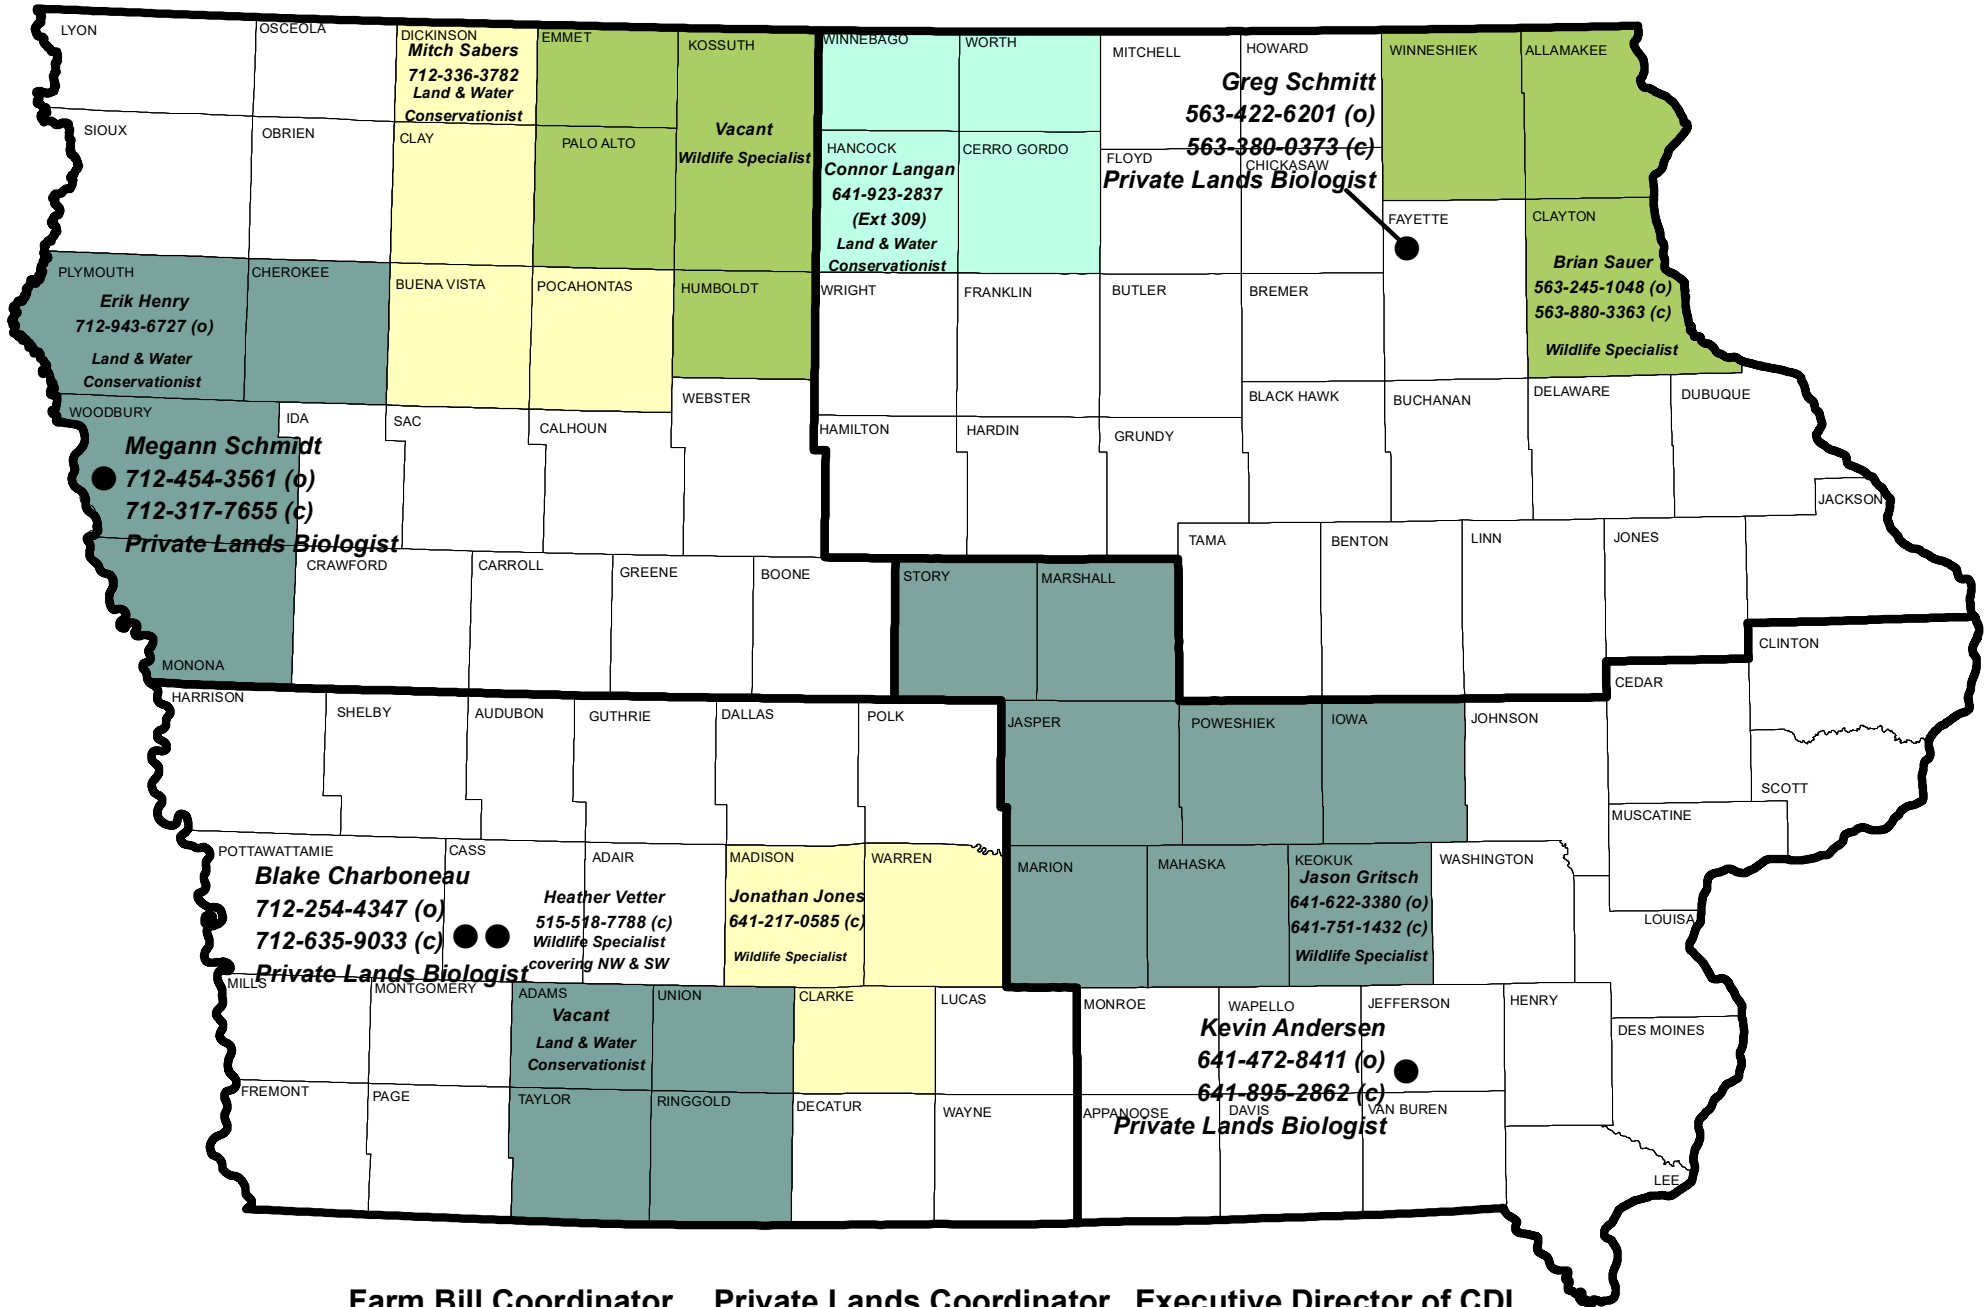 LYON
OSCEOLA
DICKINSON
Mitch Sabers
712-336-3782
Land & Water
Conservationist
EMMET
KOSSUTH
Vacant
Wildlife Specialist
WINNEBAGO
WORTH
MITCHELL
HOWARD
Greg Schmitt
563-422-6201 (o)
563-380-0373 (c)
Private Lands Biologist
WINNESHIEK
ALLAMAKEE
SIOUX
OBRIEN
CLAY
PALO ALTO
HANCOCK
Connor Langan
641-923-2837
(Ext 309)
Land & Water
Conservationist
CERRO GORDO
FLOYD
CHICKASAW
FAYETTE
CLAYTON
Brian Sauer
563-245-1048 (o)
563-880-3363 (c)
Wildlife Specialist
PLYMOUTH
Erik Henry
712-943-6727 (o)
Land & Water
Conservationist
CHEROKEE
BUENA VISTA
POCAHONTAS
HUMBOLDT
WRIGHT
FRANKLIN
BUTLER
BREMER
WOODBURY
Megann Schmidt
712-454-3561 (o)
712-317-7655 (c)
Private Lands Biologist
IDA
SAC
CALHOUN
WEBSTER
HAMILTON
HARDIN
GRUNDY
BLACK HAWK
BUCHANAN
DELAWARE
DUBUQUE
JACKSON
MONONA
CRAWFORD
CARROLL
GREENE
BOONE
STORY
MARSHALL
TAMA
BENTON
LINN
JONES
CLINTON
CEDAR
HARRISON
SHELBY
AUDUBON
GUTHRIE
DALLAS
POLK
JASPER
POWESHIEK
IOWA
JOHNSON
SCOTT
MUSCATINE
POTTAWATTAMIE
Blake Charboneau
712-254-4347 (o)
712-635-9033 (c)
Private Lands Biologist
CASS
ADAIR
Heather Vetter
515-518-7788 (c)
Wildlife Specialist
covering NW & SW
MADISON
Jonathan Jones
641-217-0585 (c)
Wildlife Specialist
WARREN
MARION
MAHASKA
KEOKUK
Jason Gritsch
641-622-3380 (o)
641-751-1432 (c)
Wildlife Specialist
WASHINGTON
LOUISA
MILLS
MONTGOMERY
ADAMS
Vacant
Land & Water
Conservationist
UNION
CLARKE
LUCAS
MONROE
WAPELLO
JEFFERSON
Kevin Andersen
641-472-8411 (o)
641-895-2862 (c)
Private Lands Biologist
HENRY
DES MOINES
FREMONT
PAGE
TAYLOR
RINGGOLD
DECATUR
WAYNE
APPANOOSE
DAVIS
VAN BUREN
LEE
Farm Bill Coordinator Private Lands Coordinator Executive Director of CDI